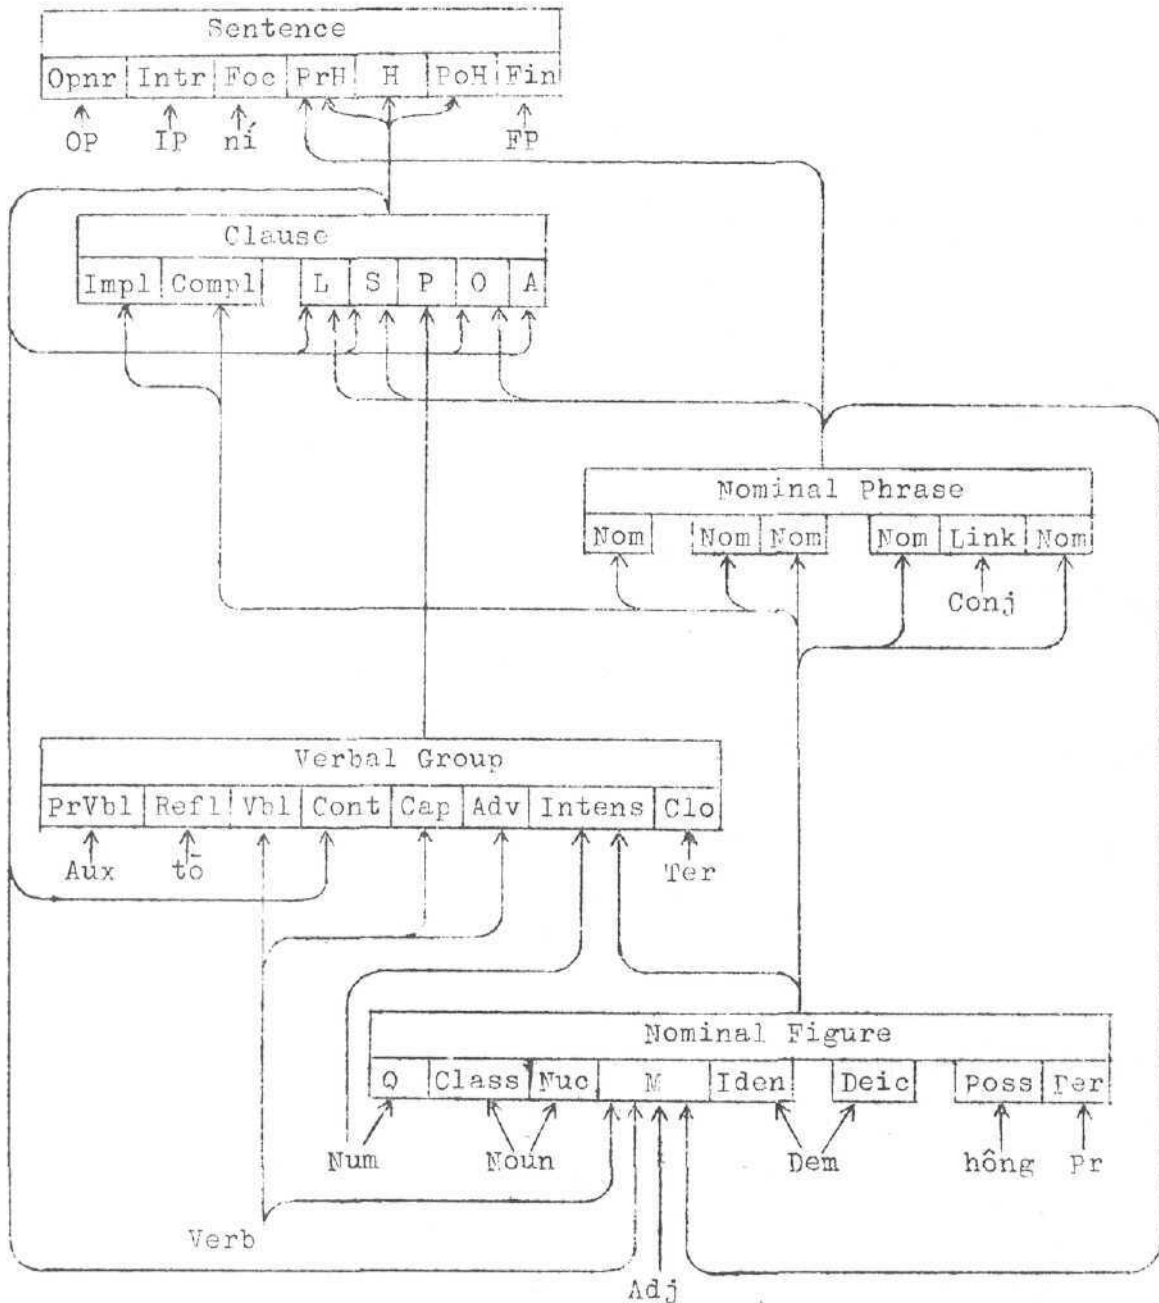 Sentence
Opnr Intr Foc PrH H PoH Fin
OP IP ní FP
Clause
Impl Compl L S P O A
Nominal Phrase
Nom Nom Nom Nom Link Nom
Conj
Verbal Group
PrVbl Refl Vbl Cont Cap Adv Intens Clo
Aux tō Ter
Nominal Figure
Q Class Nuc M Iden Deic Poss Per
Num Noun Dem hông Pr
Verb
Adj